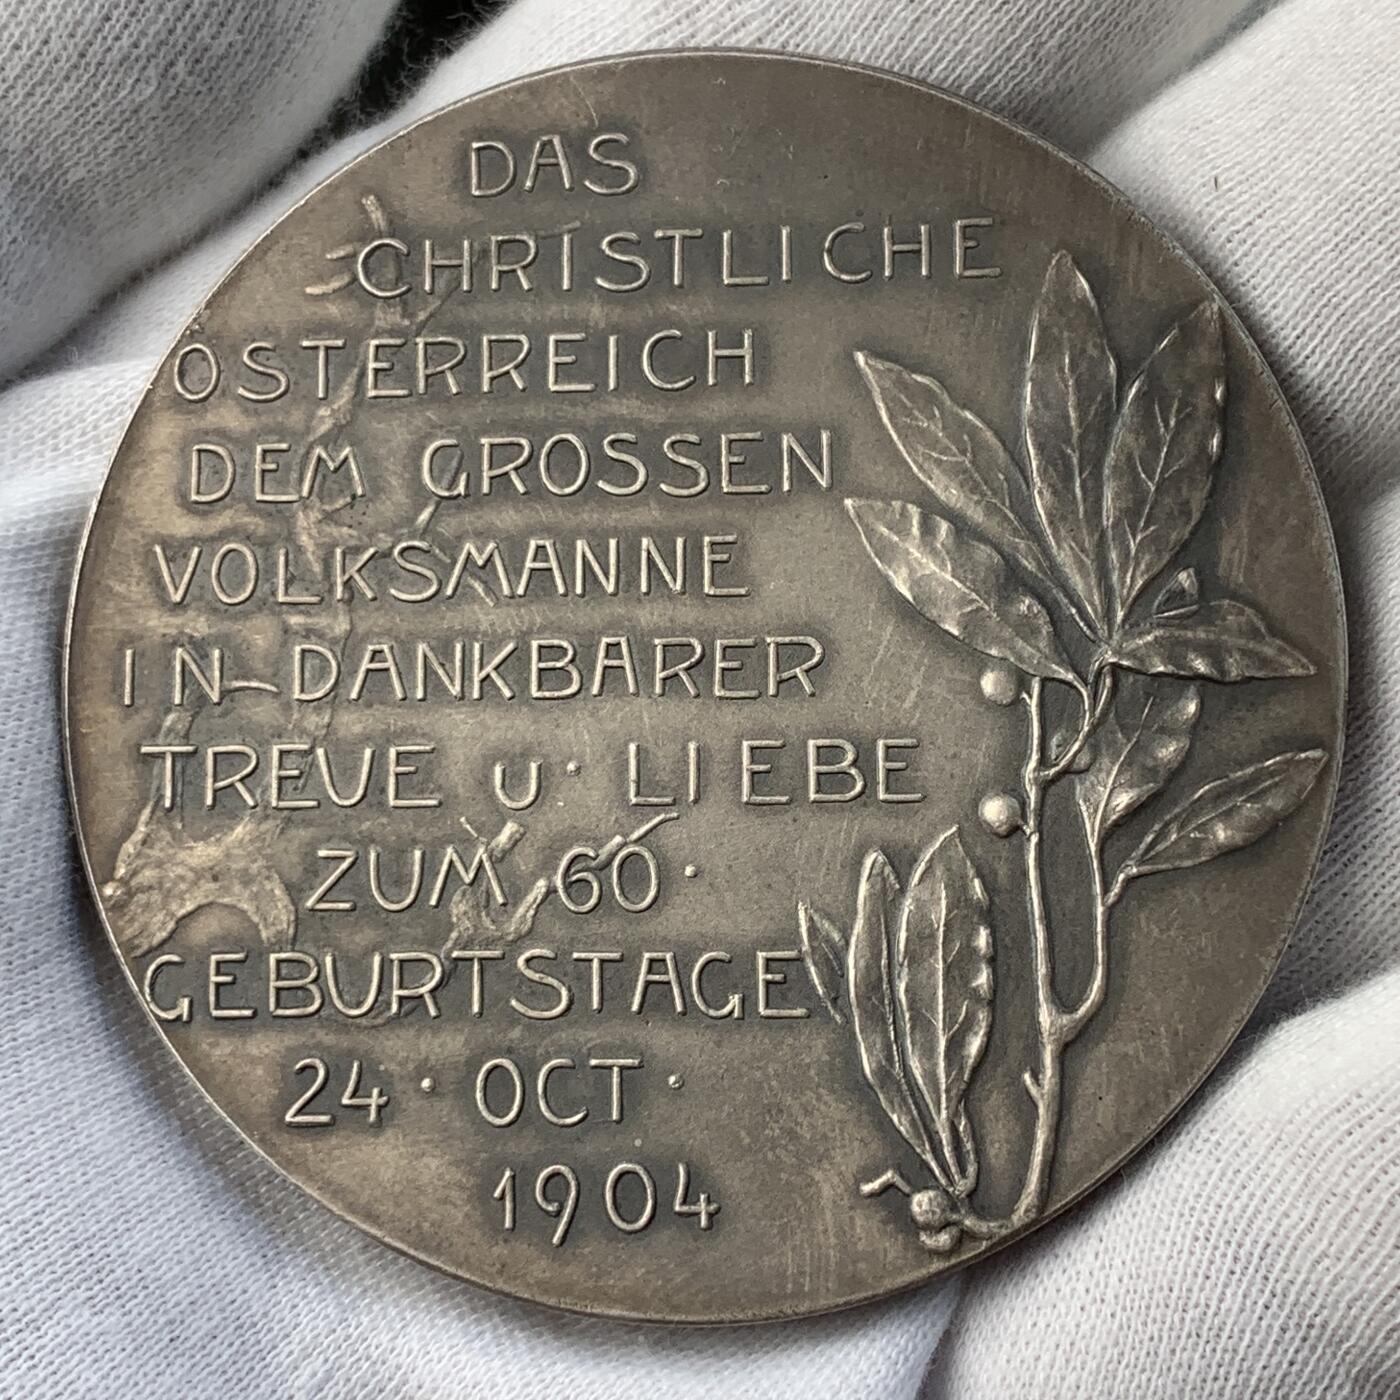 DAS
CHRISTLICHE
OSTERREICH
DEM GROSSEN
VOLKSMANNE
IN DANKBARER
TREUE u· LIEBE
ZUM 60·
GEBURTSTAGE
24 · OCT ·
1904